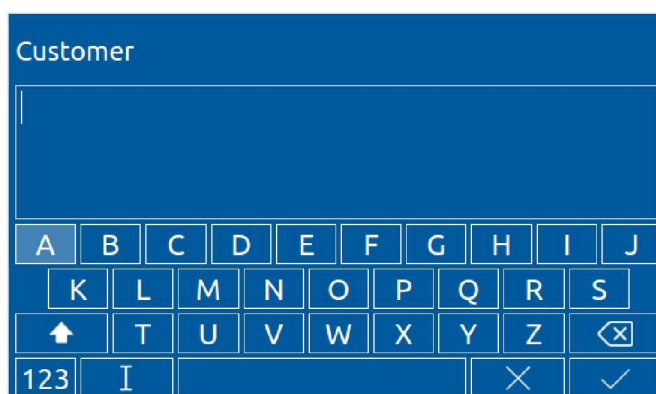 Customer
A B C D E F G H I J
K L M N O P Q R S
T U V W X Y Z
123